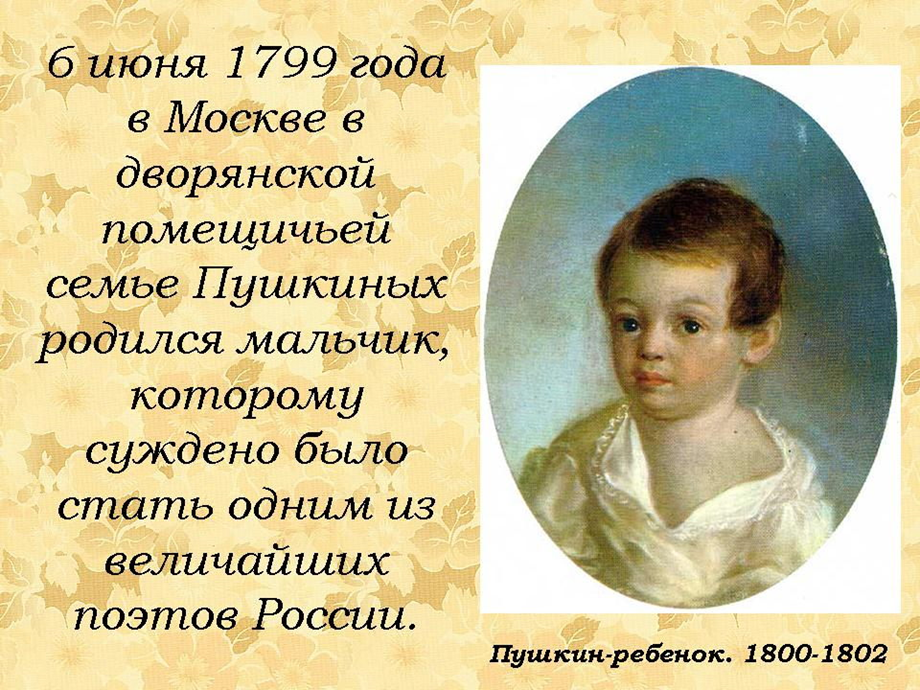 6 июня 1799 года
в Москве в
дворянской
помещичьей
семье Пушкиных
родился мальчик,
которому
суждено было
стать одним из
величайших
поэтов России.
Пушкин-ребенок. 1800-1802